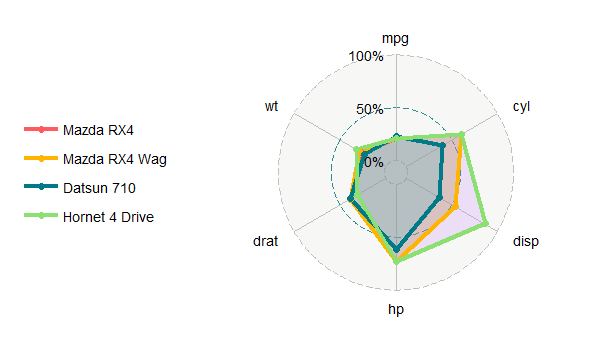 Mazda RX4
Mazda RX4 Wag
Datsun 710
Hornet 4 Drive
mpg
100%
cyl
wt
50%
0%
drat
disp
hp